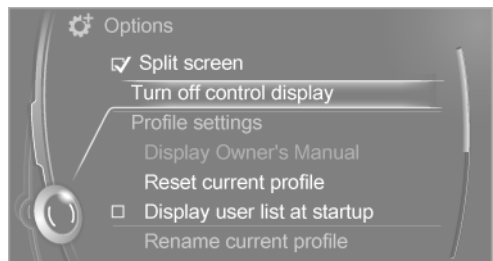 Options
Split screen
Turn off control display
Profile settings
Display Owner's Manual
Reset current profile
Display user list at startup
Rename current profile